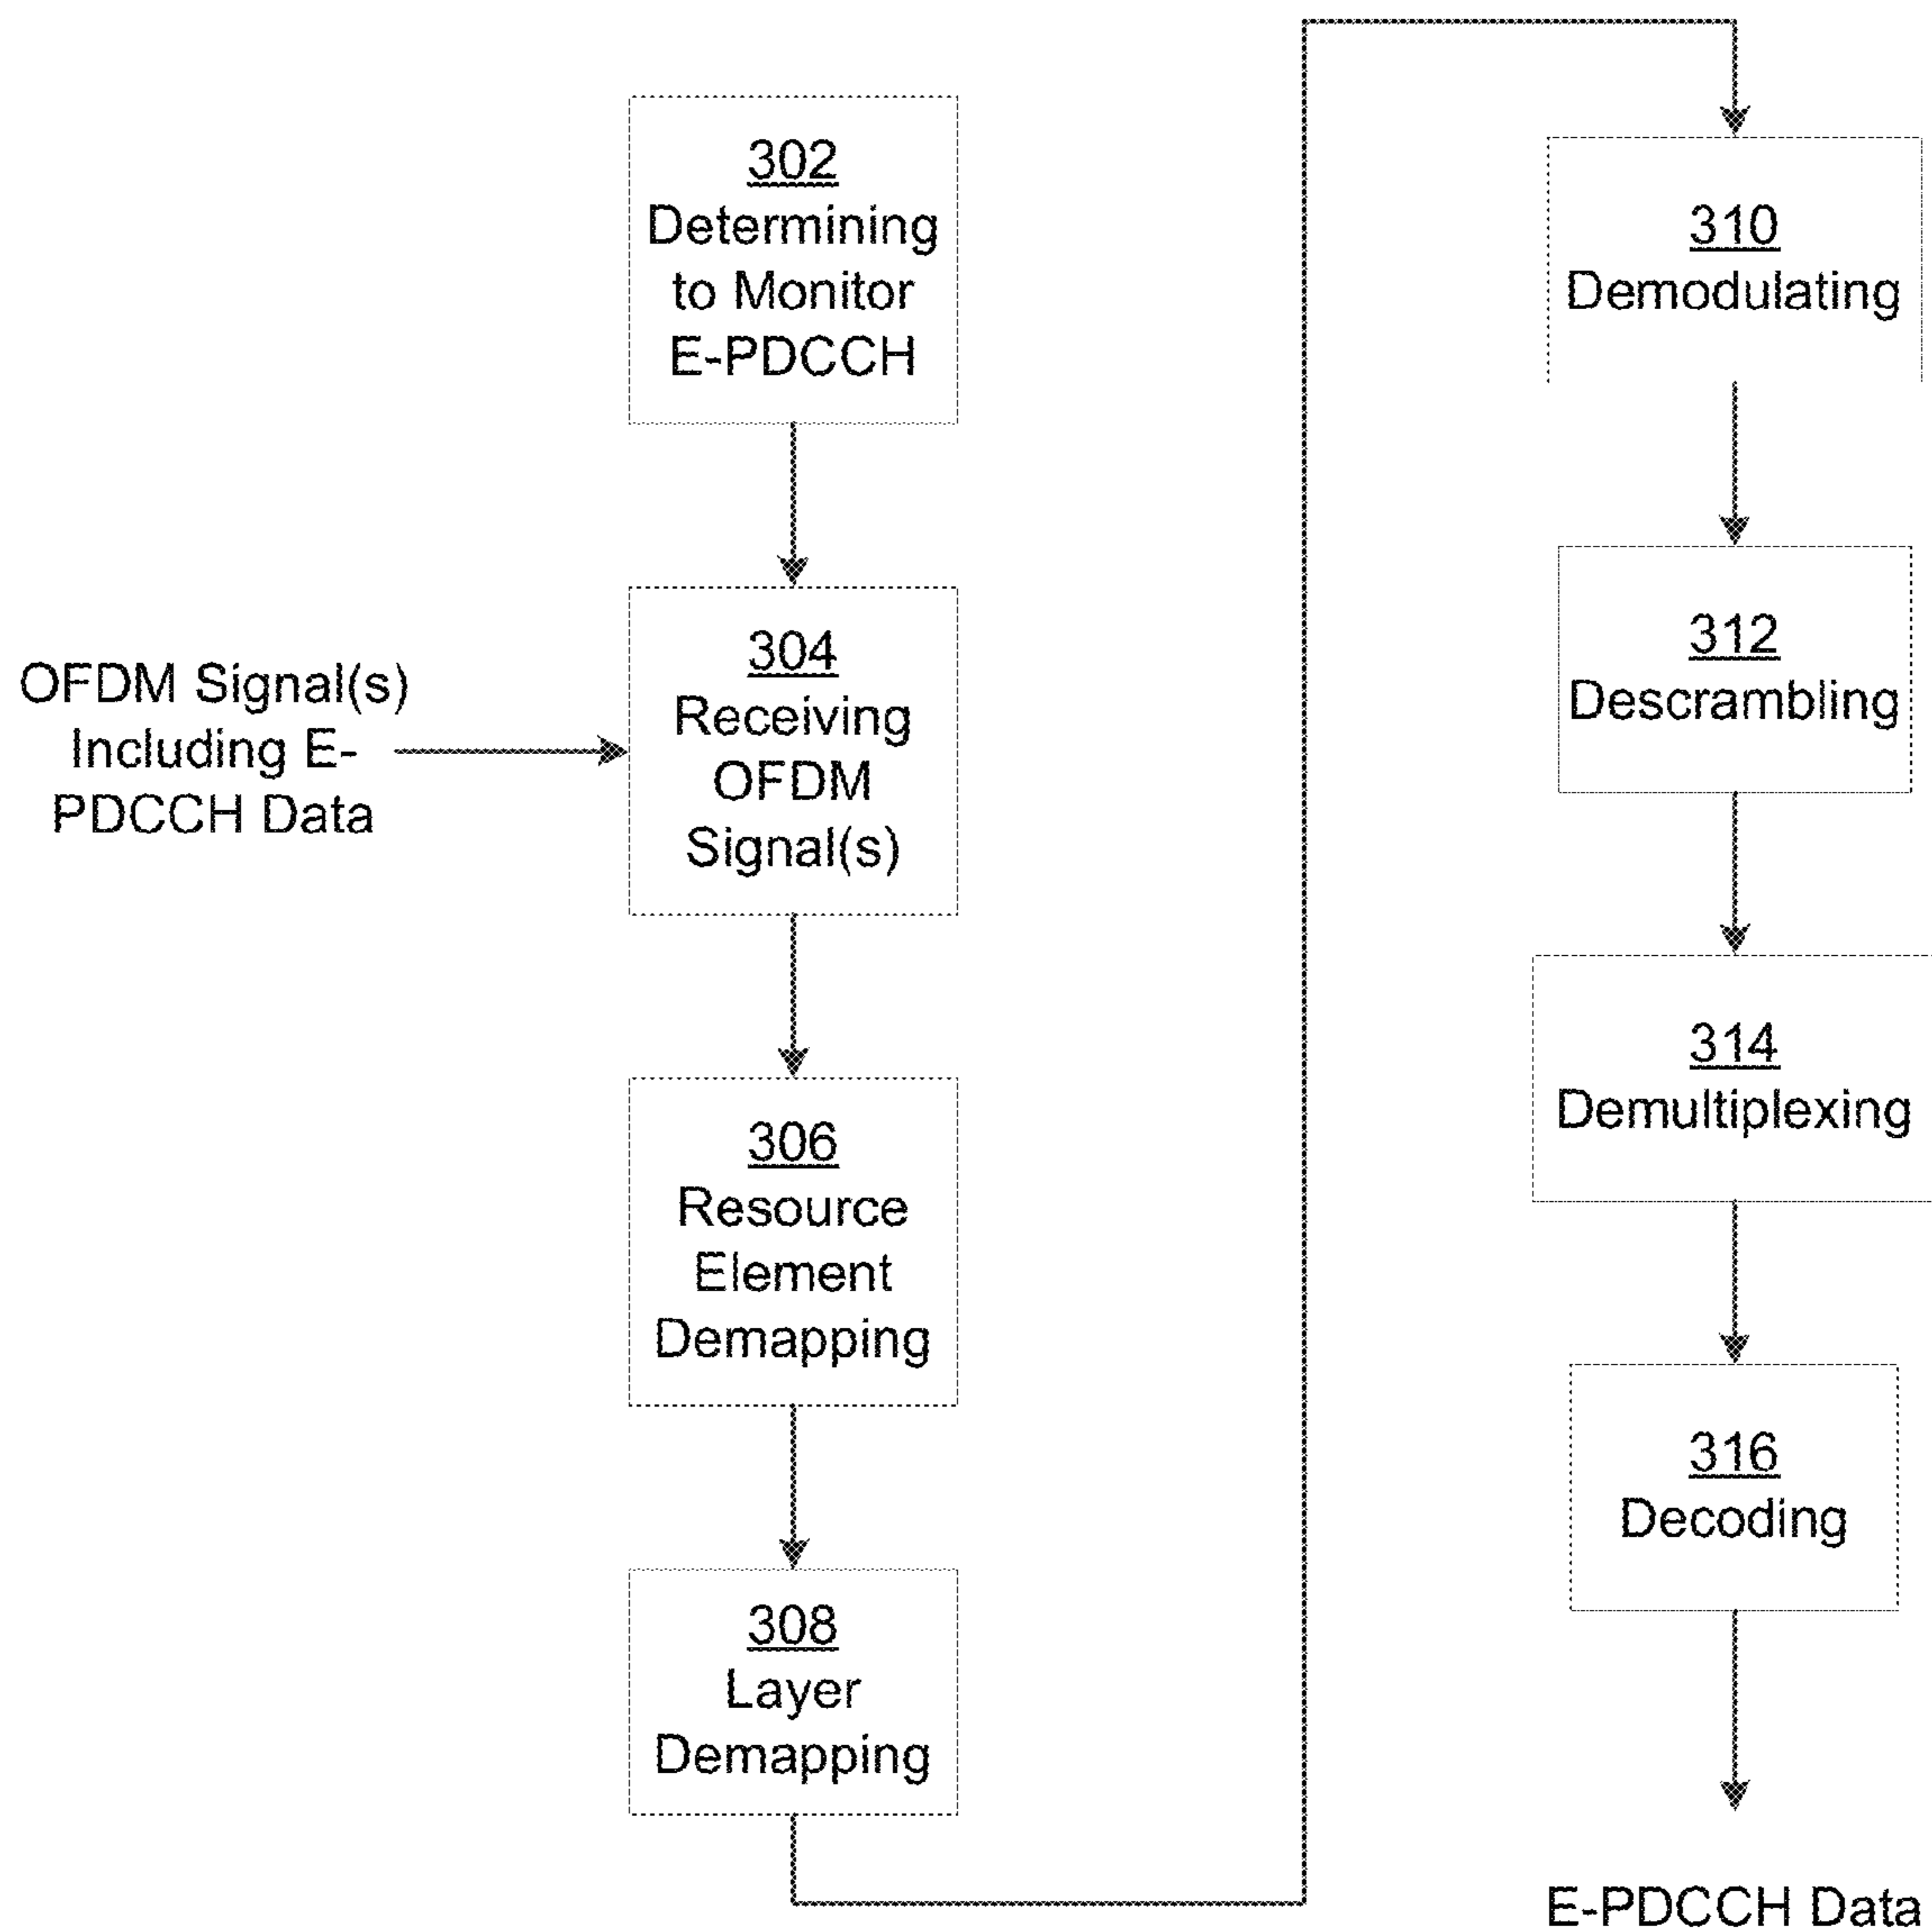 302
Determining
to Monitor
E-PDCCH
OFDM Signal(s)
Including E-
PDCCH Data
304
Receiving
OFDM
Signal(s)
306
Resource
Element
Demapping
308
Layer
Demapping
310
Demodulating
312
Descrambling
314
Demultiplexing
316
Decoding
E-PDCCH Data